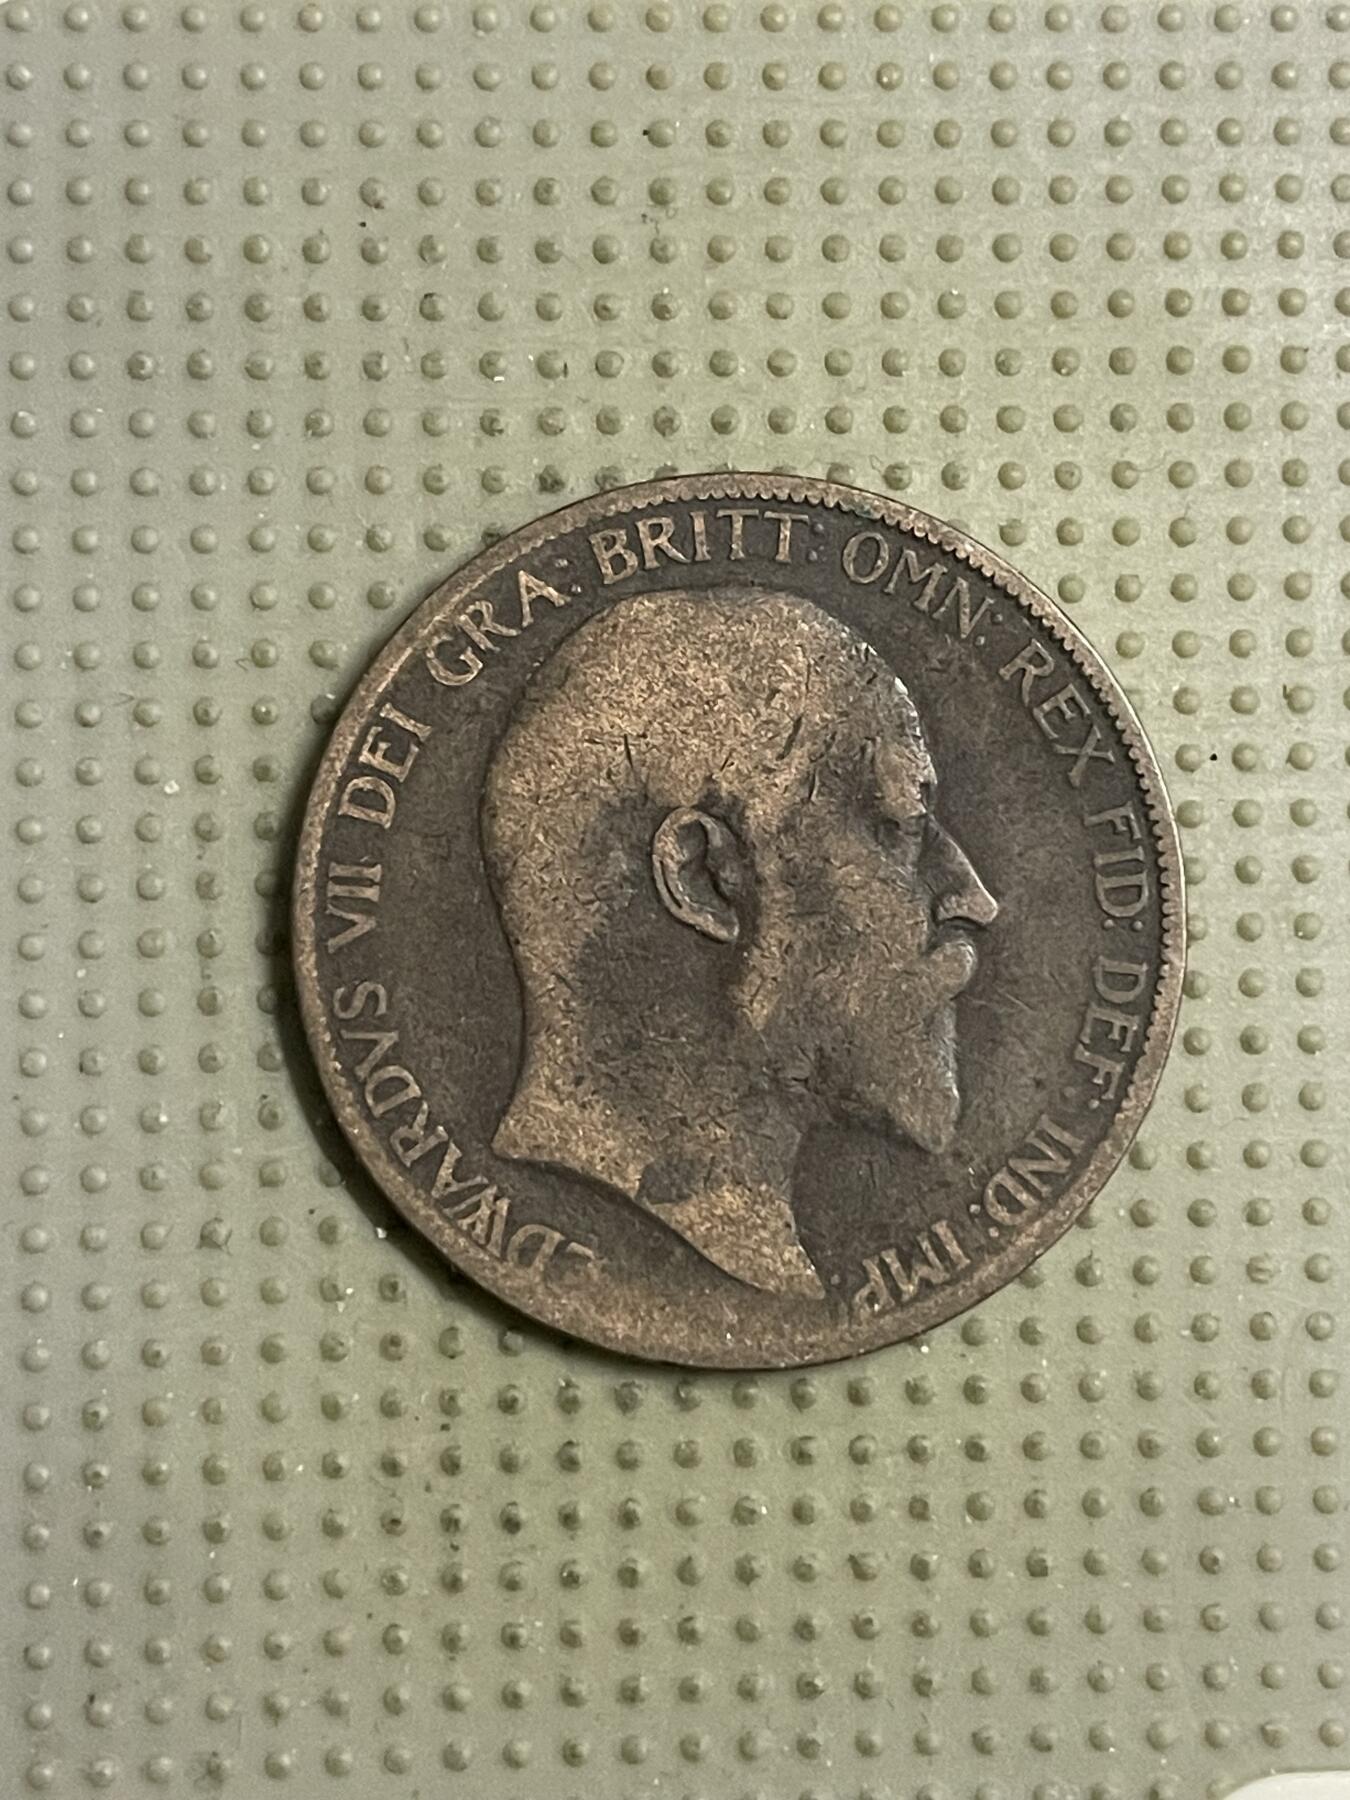 EDWARDVS VII DEI GRA: BRITT: OMN: REX FID: DEF: IND: IMP: